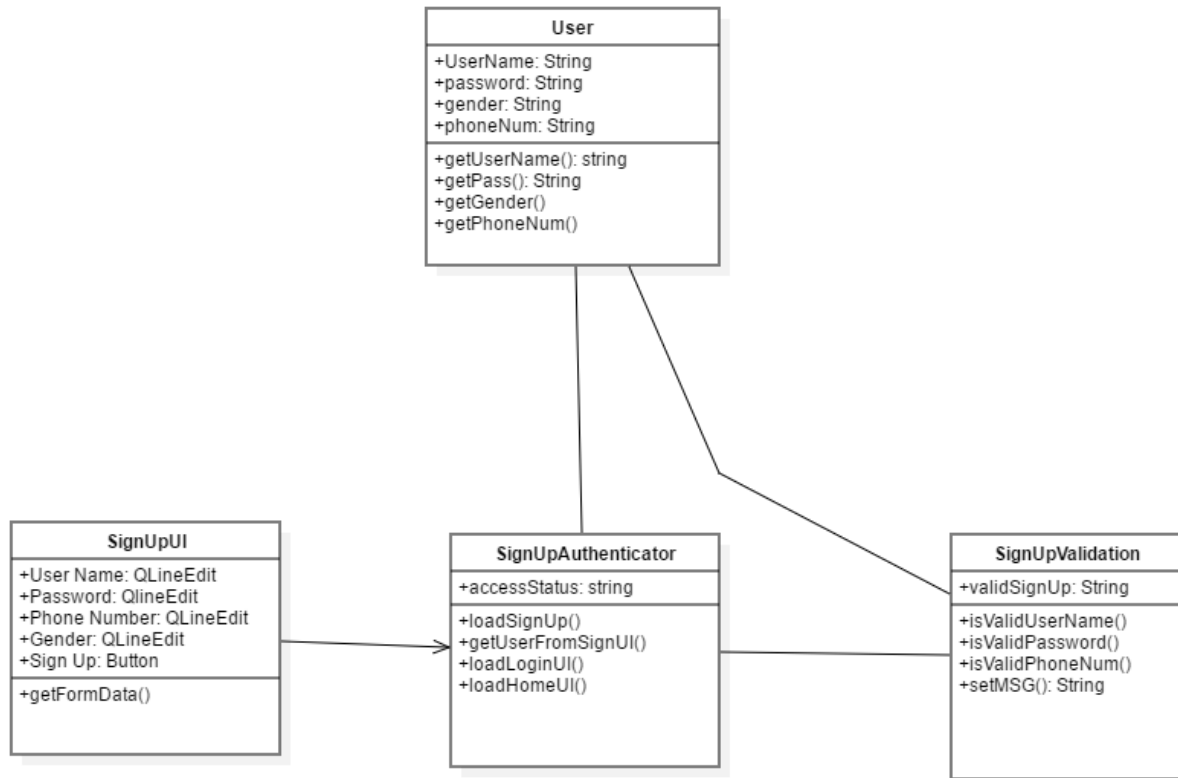 User
+UserName: String
+password: String
+gender: String
+phoneNum: String
+getUserName(): string
+getPass(): String
+getGender()
+getPhoneNum()
SignUpUI
+User Name: QLineEdit
+Password: QlineEdit
+Phone Number: QLineEdit
+Gender: QLineEdit
+Sign Up: Button
+getFormData()
SignUpAuthenticator
+accessStatus: string
+loadSignUp()
+getUserFromSignUI()
+loadLoginUI()
+loadHomeUI()
SignUpValidation
+validSignUp: String
+isValidUserName()
+isValidPassword()
+isValidPhoneNum()
+setMSG(): String